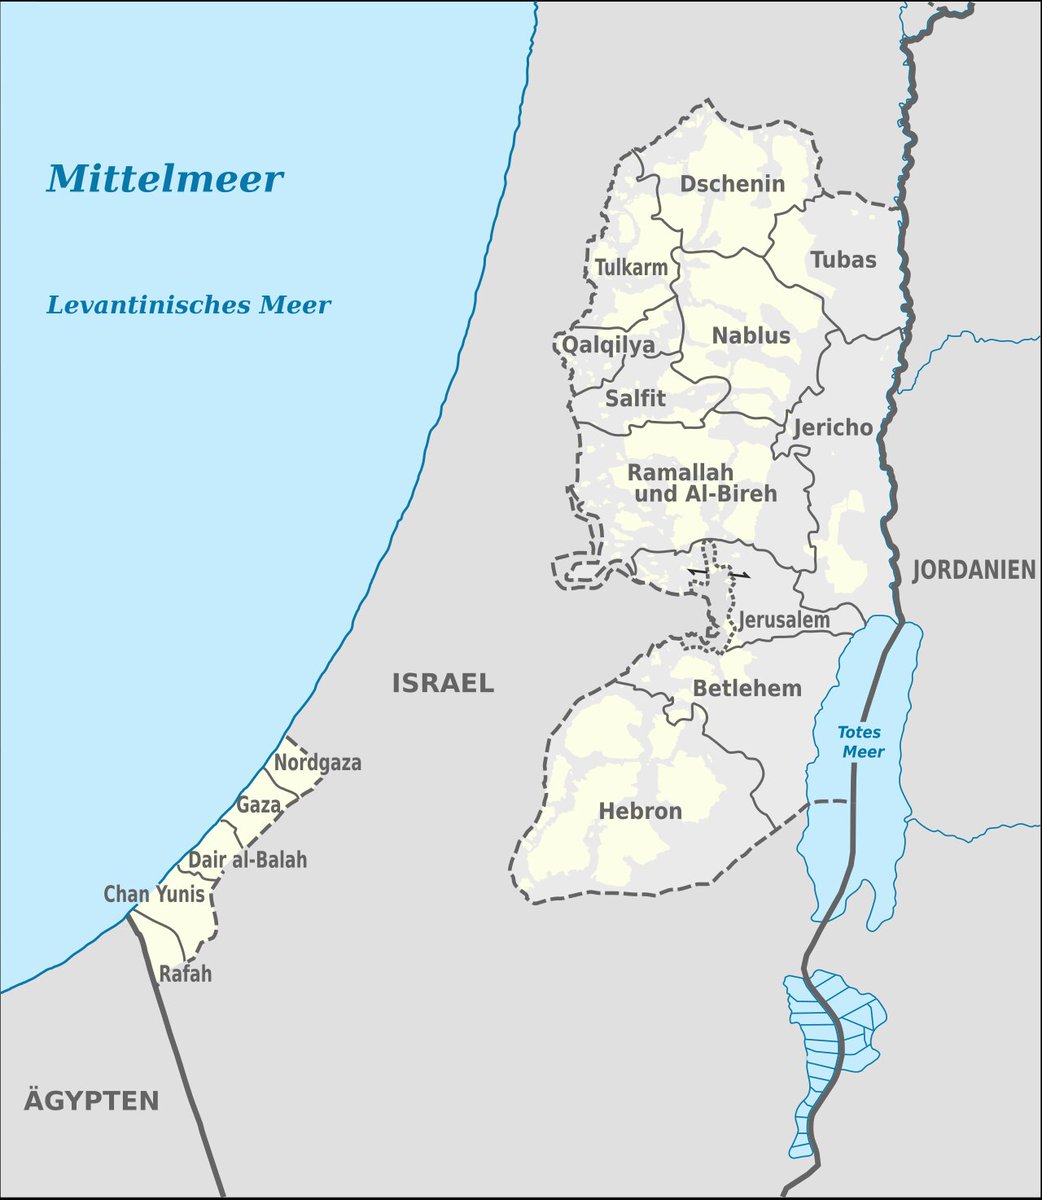 Mittelmeer
Levantinisches Meer
Dschenin
Tubas
Tulkarm
Nablus
Qalqilya
Salfit
Jericho
Ramallah
und Al-Bireh
JORDANIEN
Jerusalem
ISRAEL
Betlehem
Totes
Meer
Nordgaza
Gaza
Hebron
Dair al-Balah
Chan Yunis
Rafah
ÄGYPTEN